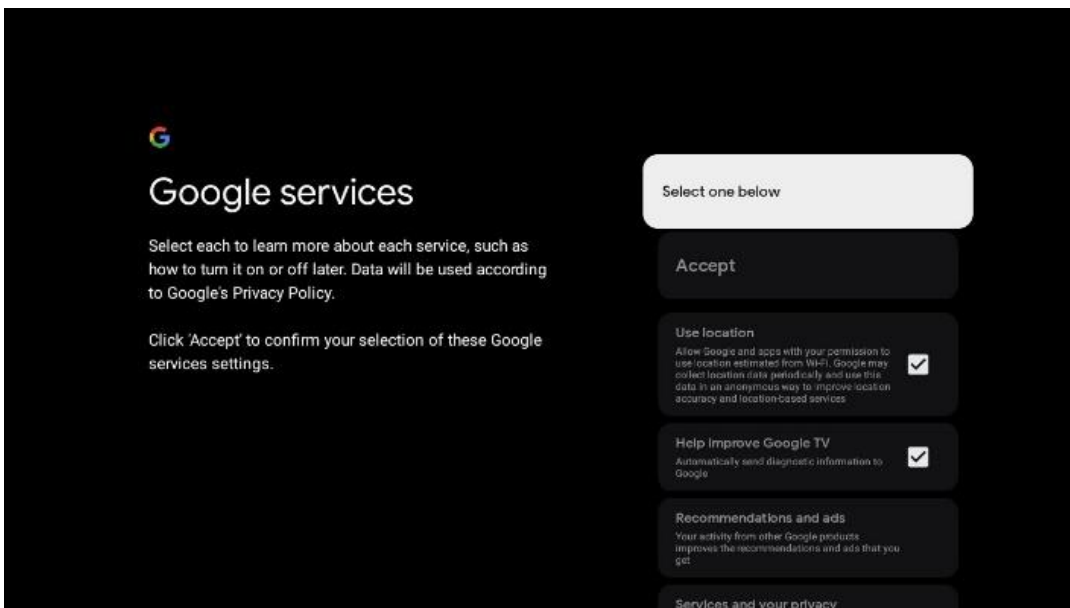 Google services
Select each to learn more about each service, such as
how to turn it on or off later. Data will be used according
to Google's Privacy Policy.
Click 'Accept' to confirm your selection of these Google
services settings.
Select one below
Accept
Use location
Allow Google and apps with your permission to
use location estimated from Wi-Fi. Google may
collect location data periodically and use this
data in an anonymous way to improve location
accuracy and location-based services
Help improve Google TV
Automatically send diagnostic information to
Google
Recommendations and ads
Your activity from other Google products
improves the recommendations and ads that you
get
Services and your privacy